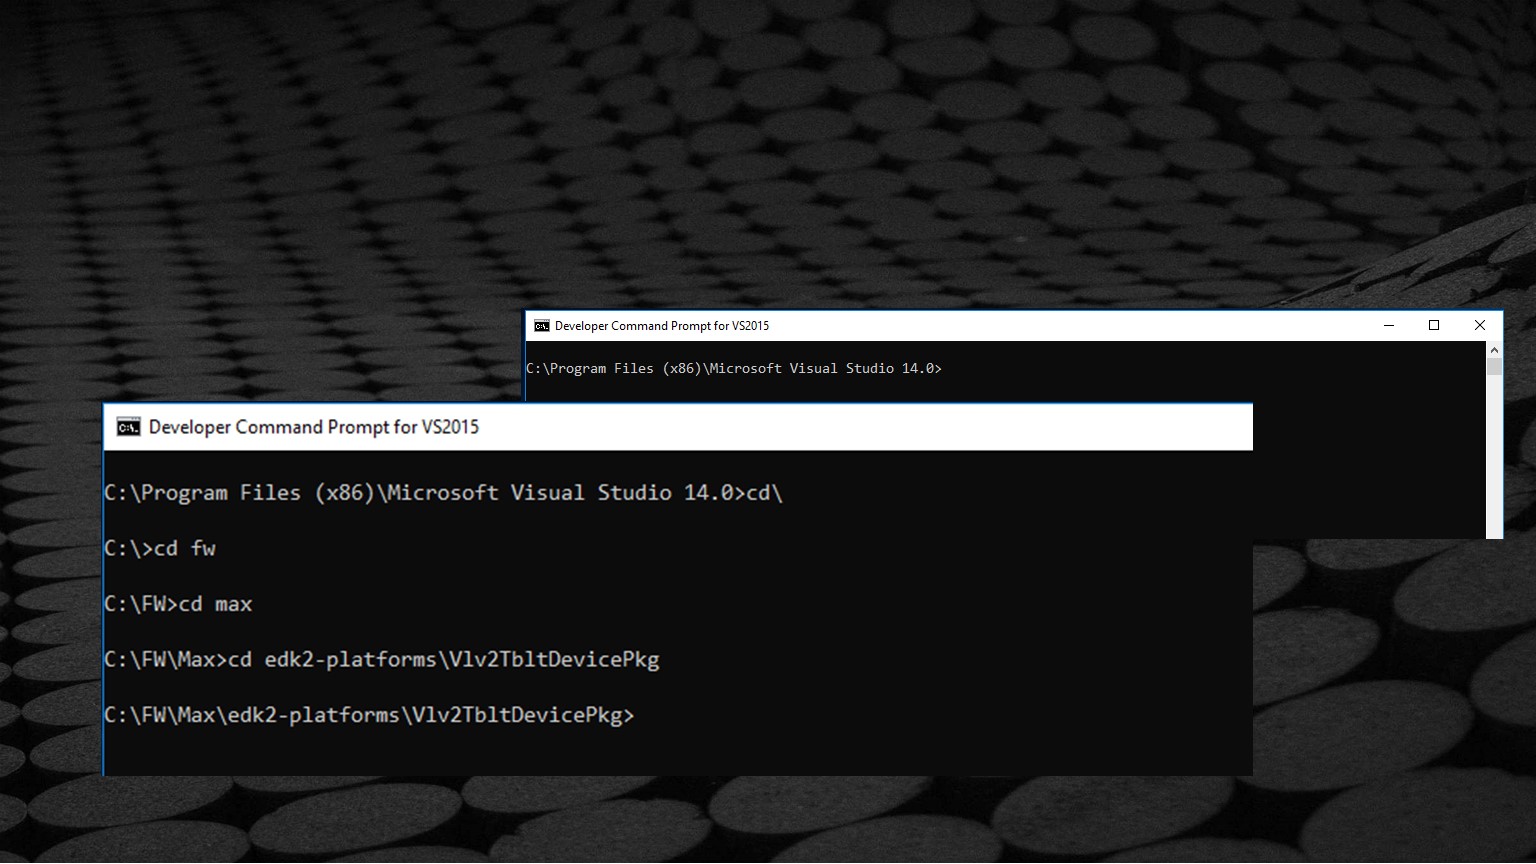 Developer Command Prompt for VS2015
C:\Program Files (x86)\Microsoft Visual Studio 14.0>
Developer Command Prompt for VS2015
C:\Program Files (x86)\Microsoft Visual Studio 14.0>cd\
C:\>cd fw
C:\FW>cd max
C:\FW\Max>cd edk2-platforms\Vlv2TbltDevicePkg
C:\FW\Max\edk2-platforms\Vlv2TbltDevicePkg>